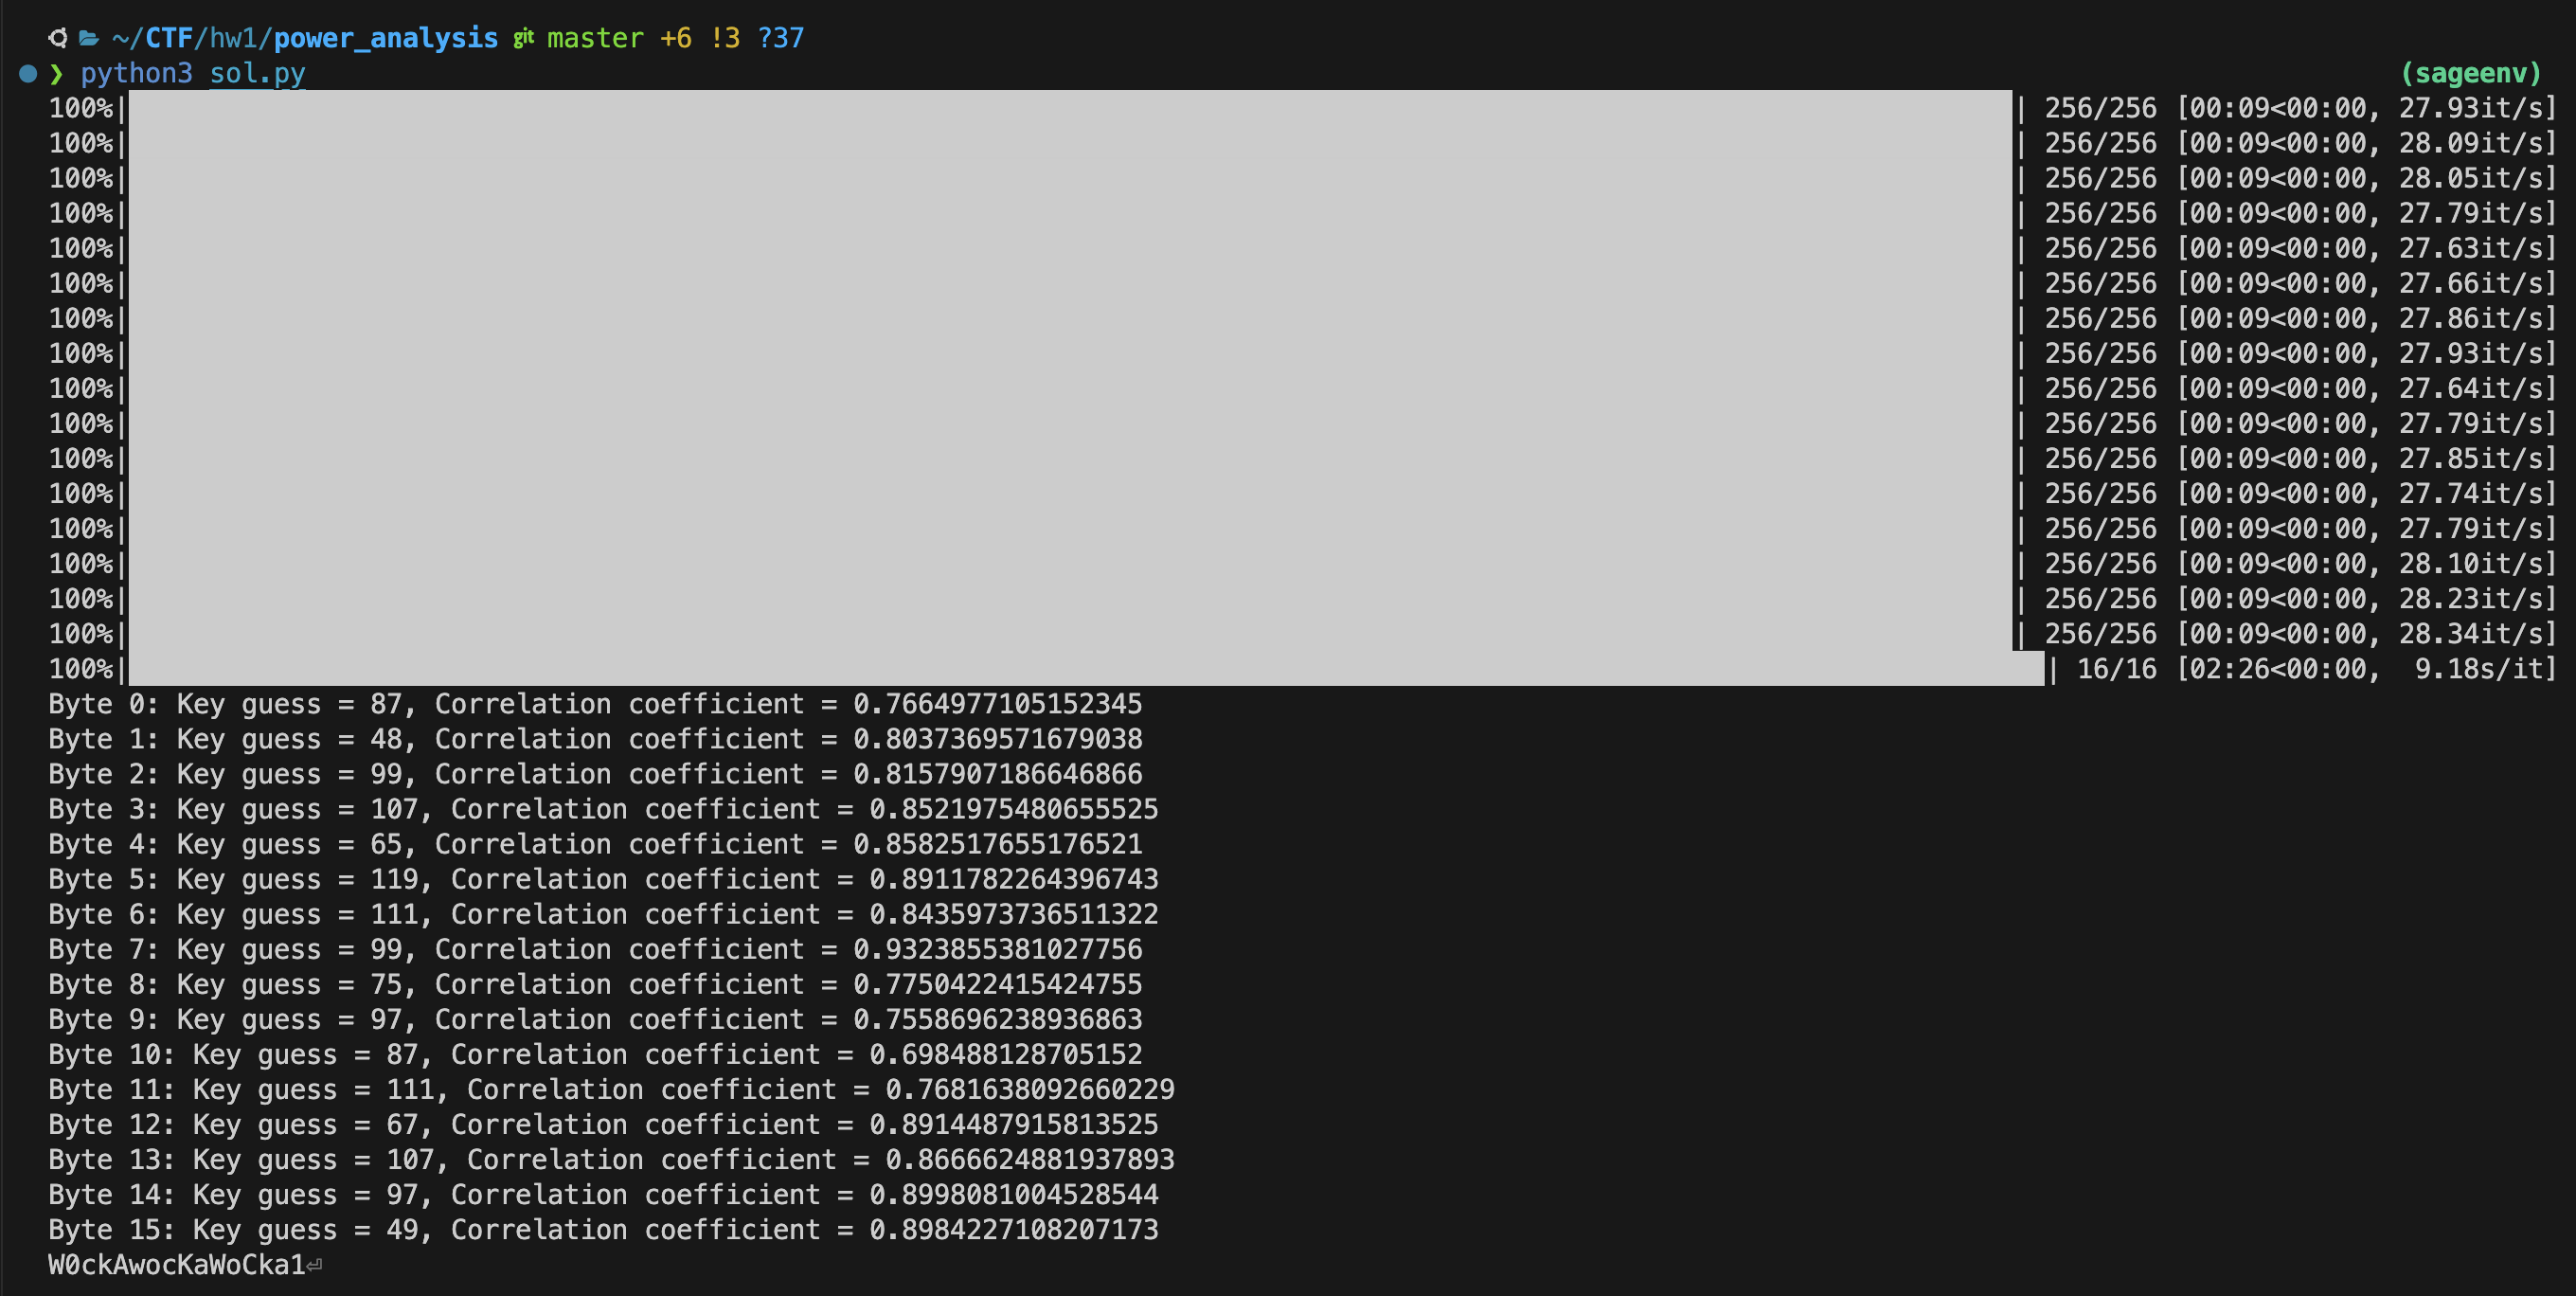 ~/CTF/hw1/power_analysis git master +6 !3 ?37
❯ python3 sol.py (sageenv)
100%| | 256/256 [00:09<00:00, 27.93it/s]
100%| | 256/256 [00:09<00:00, 28.09it/s]
100%| | 256/256 [00:09<00:00, 28.05it/s]
100%| | 256/256 [00:09<00:00, 27.79it/s]
100%| | 256/256 [00:09<00:00, 27.63it/s]
100%| | 256/256 [00:09<00:00, 27.66it/s]
100%| | 256/256 [00:09<00:00, 27.86it/s]
100%| | 256/256 [00:09<00:00, 27.93it/s]
100%| | 256/256 [00:09<00:00, 27.64it/s]
100%| | 256/256 [00:09<00:00, 27.79it/s]
100%| | 256/256 [00:09<00:00, 27.85it/s]
100%| | 256/256 [00:09<00:00, 27.74it/s]
100%| | 256/256 [00:09<00:00, 27.79it/s]
100%| | 256/256 [00:09<00:00, 28.10it/s]
100%| | 256/256 [00:09<00:00, 28.23it/s]
100%| | 256/256 [00:09<00:00, 28.34it/s]
100%| | 16/16 [02:26<00:00, 9.18s/it]
Byte 0: Key guess = 87, Correlation coefficient = 0.7664977105152345
Byte 1: Key guess = 48, Correlation coefficient = 0.8037369571679038
Byte 2: Key guess = 99, Correlation coefficient = 0.8157907186646866
Byte 3: Key guess = 107, Correlation coefficient = 0.8521975480655525
Byte 4: Key guess = 65, Correlation coefficient = 0.8582517655176521
Byte 5: Key guess = 119, Correlation coefficient = 0.8911782264396743
Byte 6: Key guess = 111, Correlation coefficient = 0.8435973736511322
Byte 7: Key guess = 99, Correlation coefficient = 0.9323855381027756
Byte 8: Key guess = 75, Correlation coefficient = 0.7750422415424755
Byte 9: Key guess = 97, Correlation coefficient = 0.7558696238936863
Byte 10: Key guess = 87, Correlation coefficient = 0.698488128705152
Byte 11: Key guess = 111, Correlation coefficient = 0.7681638092660229
Byte 12: Key guess = 67, Correlation coefficient = 0.8914487915813525
Byte 13: Key guess = 107, Correlation coefficient = 0.8666624881937893
Byte 14: Key guess = 97, Correlation coefficient = 0.8998081004528544
Byte 15: Key guess = 49, Correlation coefficient = 0.8984227108207173
W0ckAwocKaWoCka1⏎